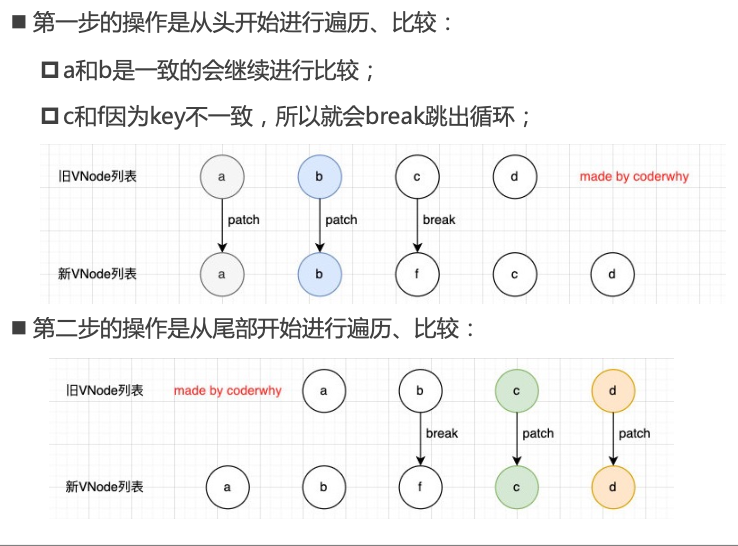 第一步的操作是从头开始进行遍历、比较：
a和b是一致的会继续进行比较；
c和f因为key不一致，所以就会break跳出循环；
旧VNode列表 a b c d made by coderwhy
patch patch break
新VNode列表 a b f c d
第二步的操作是从尾部开始进行遍历、比较：
旧VNode列表 made by coderwhy a b c d
break patch patch
新VNode列表 a b f c d